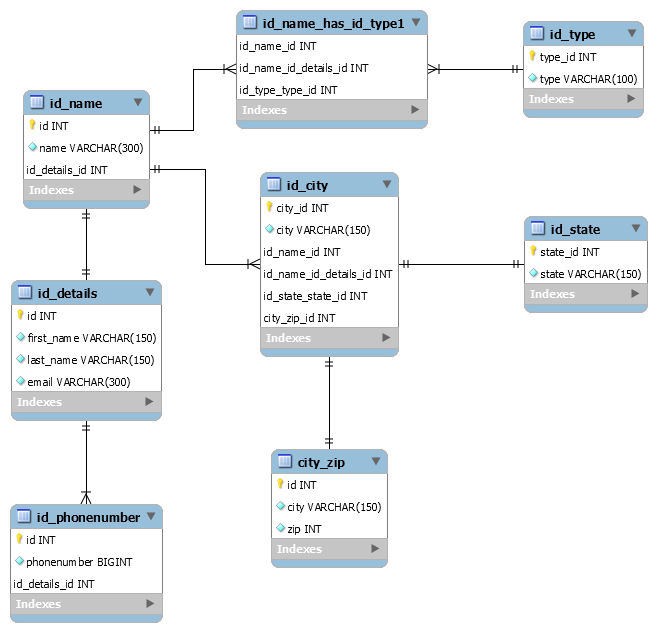 id_name_has_id_type1
id_name_id INT
id_name_id_details_id INT
id_type_type_id INT
Indexes
id_type
type_id INT
type VARCHAR(100)
Indexes
id_name
id INT
name VARCHAR(300)
id_details_id INT
Indexes
id_city
city_id INT
city VARCHAR(150)
id_name_id INT
id_name_id_details_id INT
id_state_state_id INT
city_zip_id INT
Indexes
id_state
state_id INT
state VARCHAR(150)
Indexes
id_details
id INT
first_name VARCHAR(150)
last_name VARCHAR(150)
email VARCHAR(300)
Indexes
city_zip
id INT
city VARCHAR(150)
zip INT
Indexes
id_phonenumber
id INT
phonenumber BIGINT
id_details_id INT
Indexes